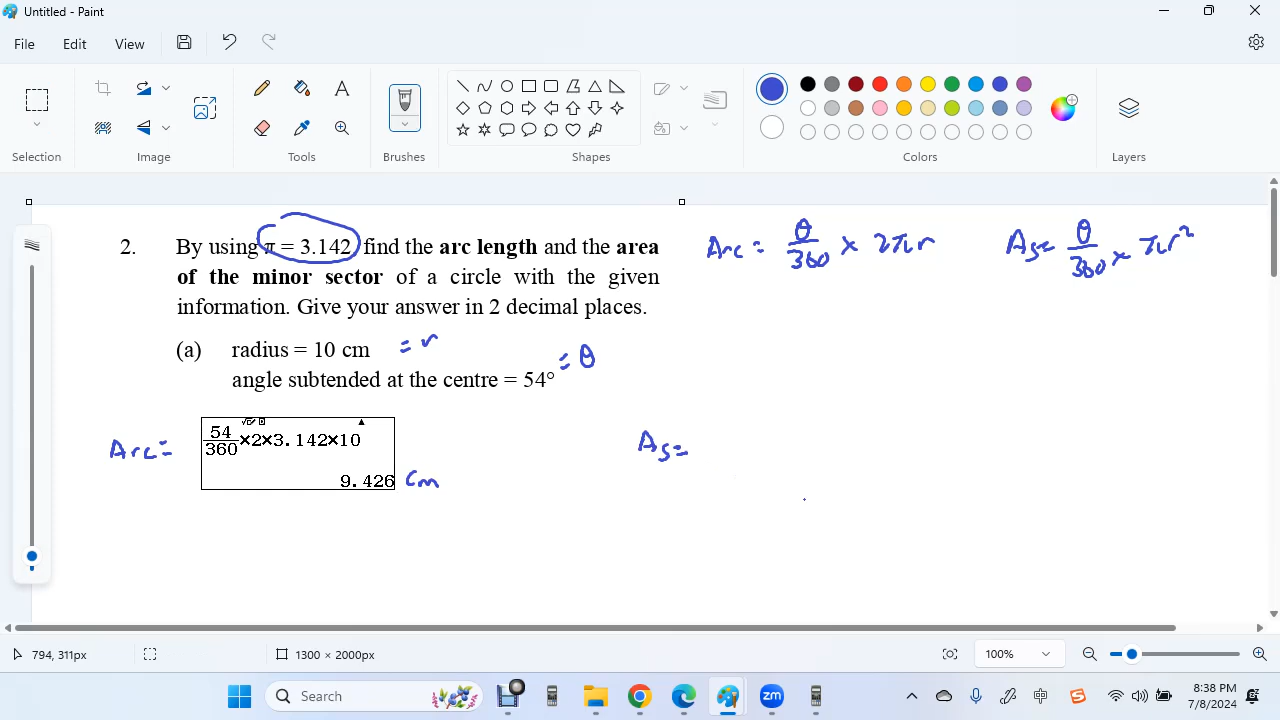 Untitled - Paint
File Edit View
Selection Image Tools Brushes Shapes Colors Layers
2. By using π = 3.142 find the arc length and the area
of the minor sector of a circle with the given
information. Give your answer in 2 decimal places.
Arc = θ/360 × 2πr
As = θ/360 × πr²
(a) radius = 10 cm = r
angle subtended at the centre = 54° = θ
Arc = 54/360×2×3.142×10
9.426 cm
As =
794, 311px 1300 × 2000px 100%
Search zm 中 S 8:38 PM
7/8/2024